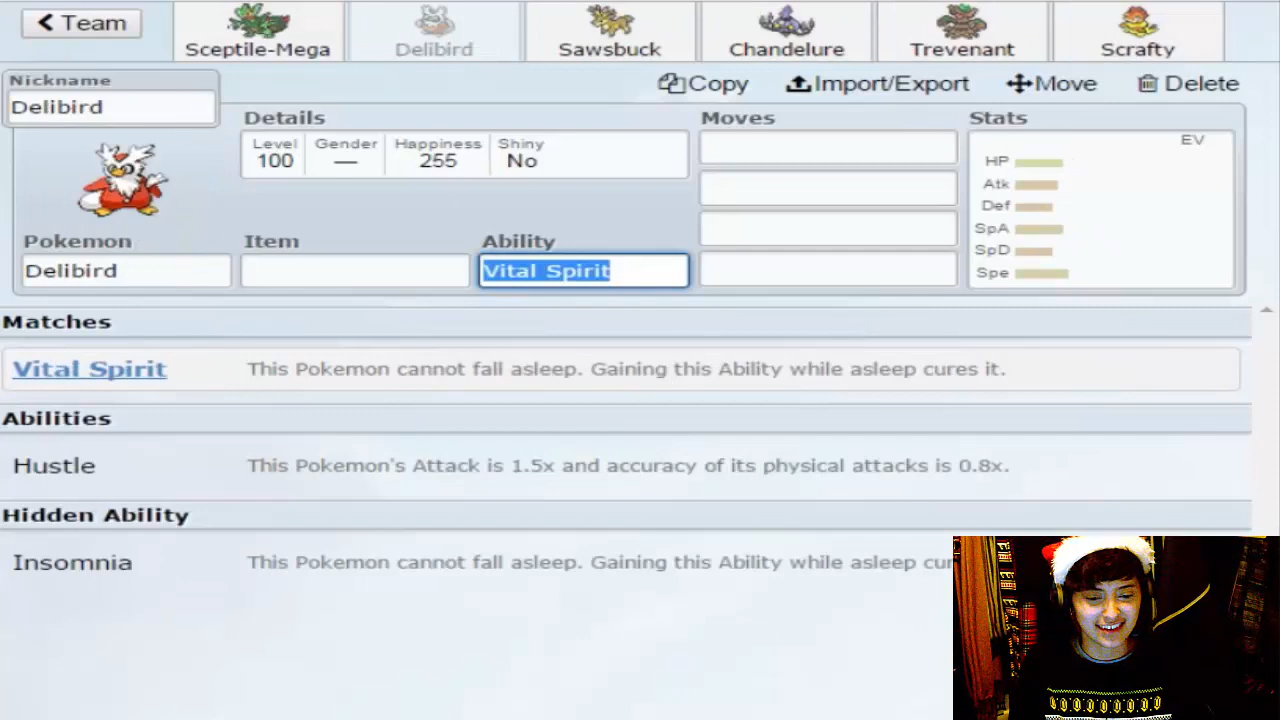 Team
Sceptile-Mega
Delibird
Sawsbuck
Chandelure
Trevenant
Scrafty
Copy
Import/Export
Move
Delete
Nickname
Delibird
Details
Level
100
Gender
—
Happiness
255
Shiny
No
Moves
Stats
EV
HP
Atk
Def
SpA
SpD
Spe
Pokemon
Delibird
Item
Ability
Vital Spirit
Matches
Vital Spirit This Pokemon cannot fall asleep. Gaining this Ability while asleep cures it.
Abilities
Hustle This Pokemon's Attack is 1.5x and accuracy of its physical attacks is 0.8x.
Hidden Ability
Insomnia This Pokemon cannot fall asleep. Gaining this Ability while asleep cur